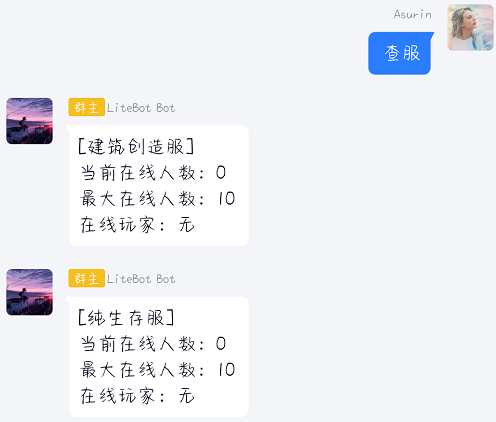 Asurin
查服
群主 LiteBot Bot
[建筑创造服]
当前在线人数: 0
最大在线人数: 10
在线玩家: 无
群主 LiteBot Bot
[纯生存服]
当前在线人数: 0
最大在线人数: 10
在线玩家: 无